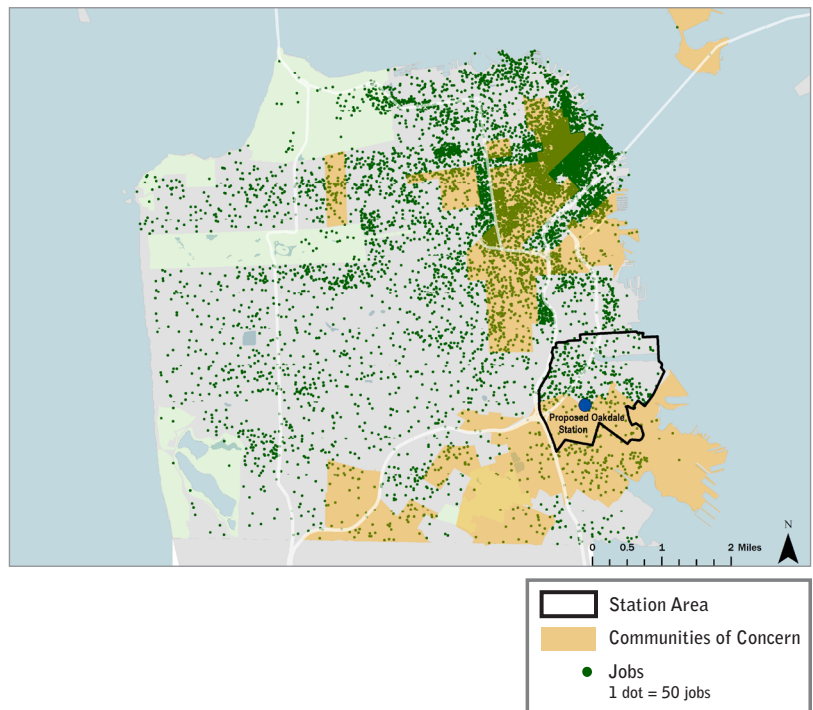 Proposed Oakdale
Station
N
0 0.5 1 2 Miles
Station Area
Communities of Concern
Jobs
1 dot = 50 jobs